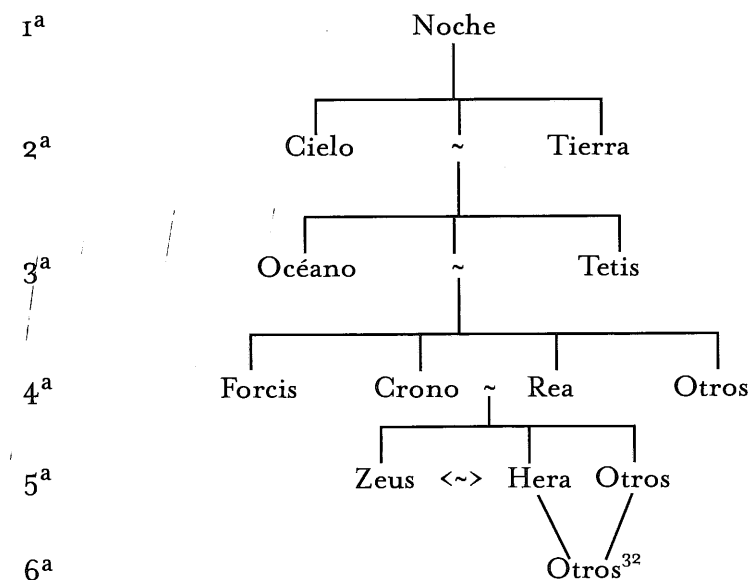 1ª Noche
2ª Cielo ~ Tierra
3ª Océano ~ Tetis
4ª Forcis Crono ~ Rea Otros
5ª Zeus <~> Hera Otros
6ª Otros³²